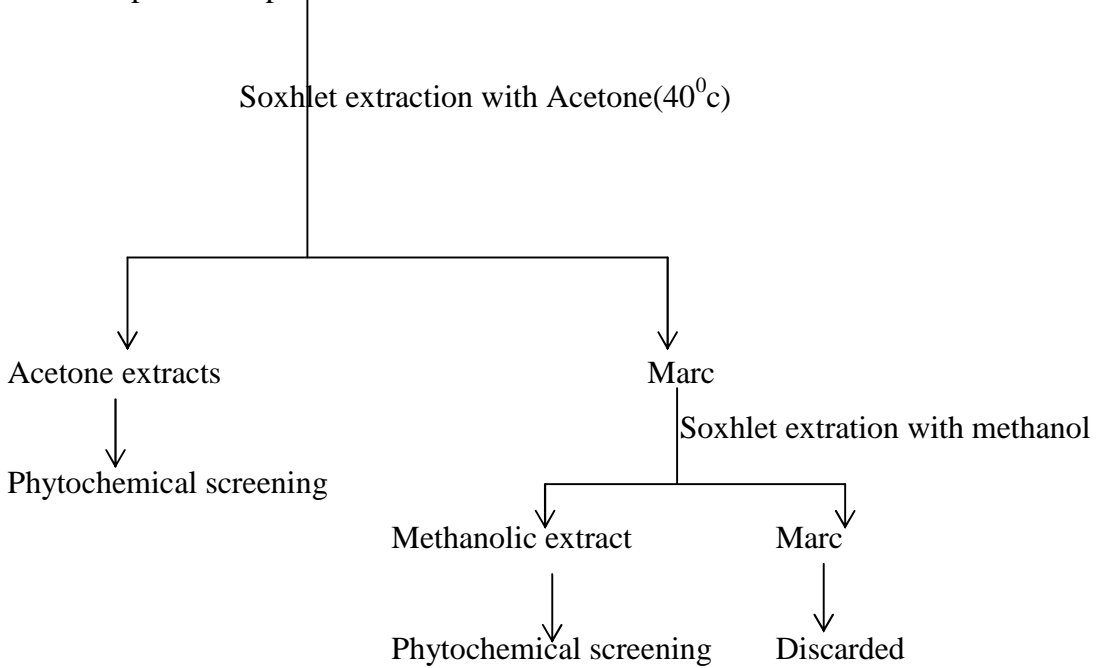 Soxhlet extraction with Acetone(40⁰c)
Acetone extracts
Marc
Soxhlet extration with methanol
Phytochemical screening
Methanolic extract
Marc
Phytochemical screening
Discarded